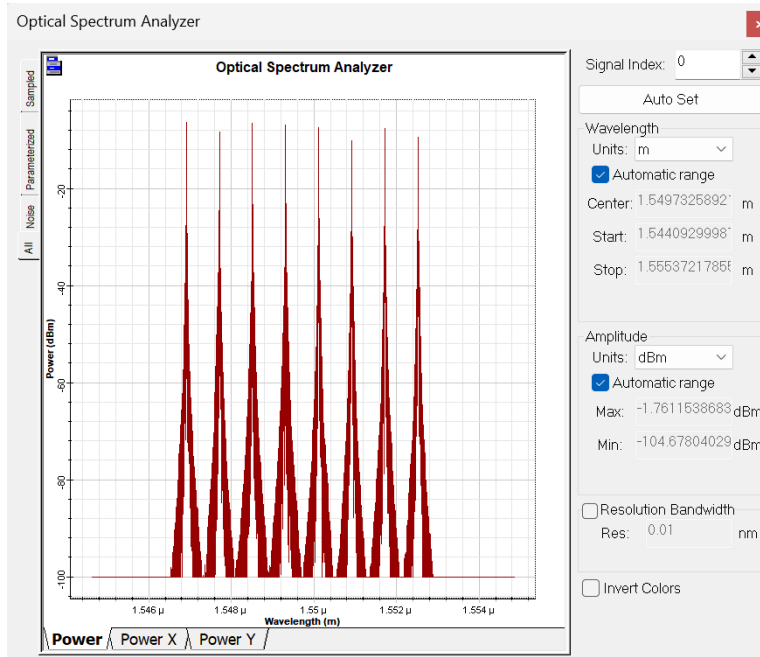 Optical Spectrum Analyzer
Optical Spectrum Analyzer
Sampled
Parameterized
Noise
All
Power (dBm)
-20
-40
-60
-80
-100
1.546 µ
1.548 µ
1.55 µ
1.552 µ
1.554 µ
Wavelength (m)
Power
Power X
Power Y
Signal Index: 0
Auto Set
Wavelength
Units: m
Automatic range
Center: 1.5497325892 m
Start: 1.5440929998 m
Stop: 1.5553721785 m
Amplitude
Units: dBm
Automatic range
Max: -1.7611538683 dBm
Min: -104.67804029 dBm
Resolution Bandwidth
Res: 0.01 nm
Invert Colors